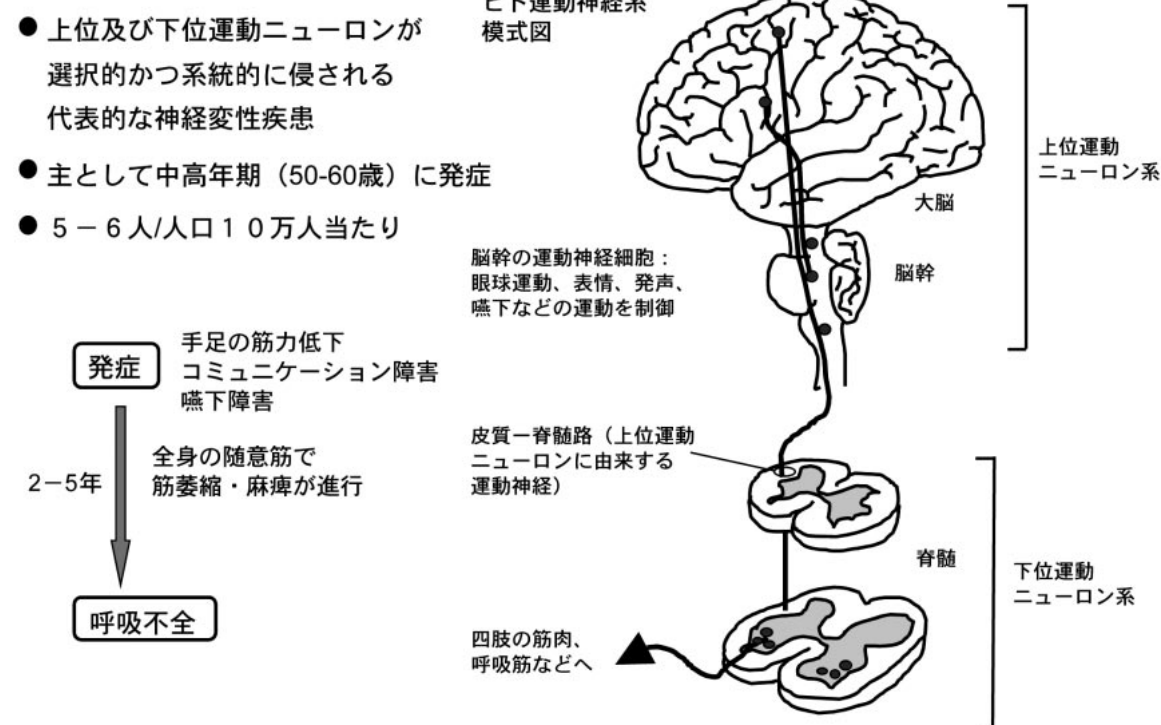 ● 上位及び下位運動ニューロンが
選択的かつ系統的に侵される
代表的な神経変性疾患
● 主として中高年期（50-60歳）に発症
● ５－６人/人口１０万人当たり
発症
手足の筋力低下
コミュニケーション障害
嚥下障害
2－5年
全身の随意筋で
筋萎縮・麻痺が進行
呼吸不全
ヒト運動神経系
模式図
上位運動
ニューロン系
大脳
脳幹の運動神経細胞：
眼球運動、表情、発声、
嚥下などの運動を制御
脳幹
皮質ー脊髄路（上位運動
ニューロンに由来する
運動神経）
脊髄
下位運動
ニューロン系
四肢の筋肉、
呼吸筋などへ